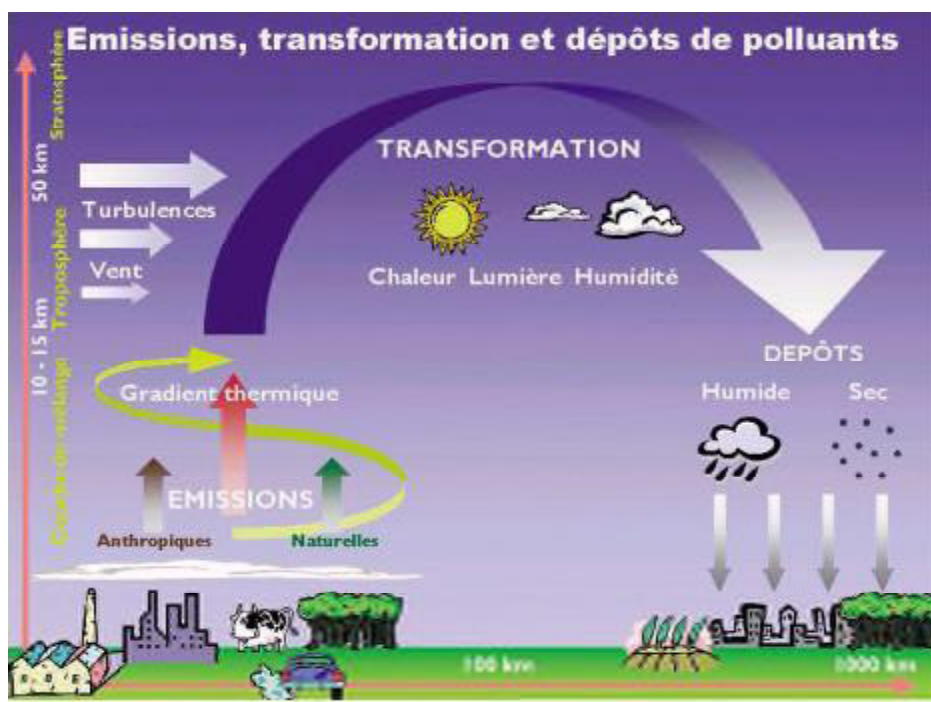 Emissions, transformation et dépôts de polluants
Stratosphère
50 km
Troposphère
10 - 15 km
Couche de mélange
TRANSFORMATION
Turbulences
Vent
Chaleur Lumière Humidité
DEPÔTS
Humide Sec
Gradient thermique
EMISSIONS
Anthropiques Naturelles
100 km
1000 km